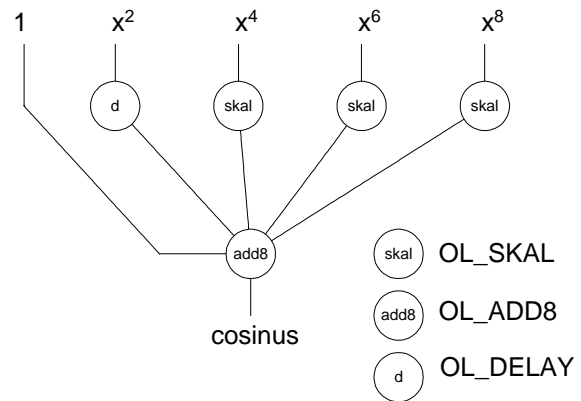 1 x² x⁴ x⁶ x⁸
d skal skal skal
add8
cosinus
skal OL_SKAL
add8 OL_ADD8
d OL_DELAY